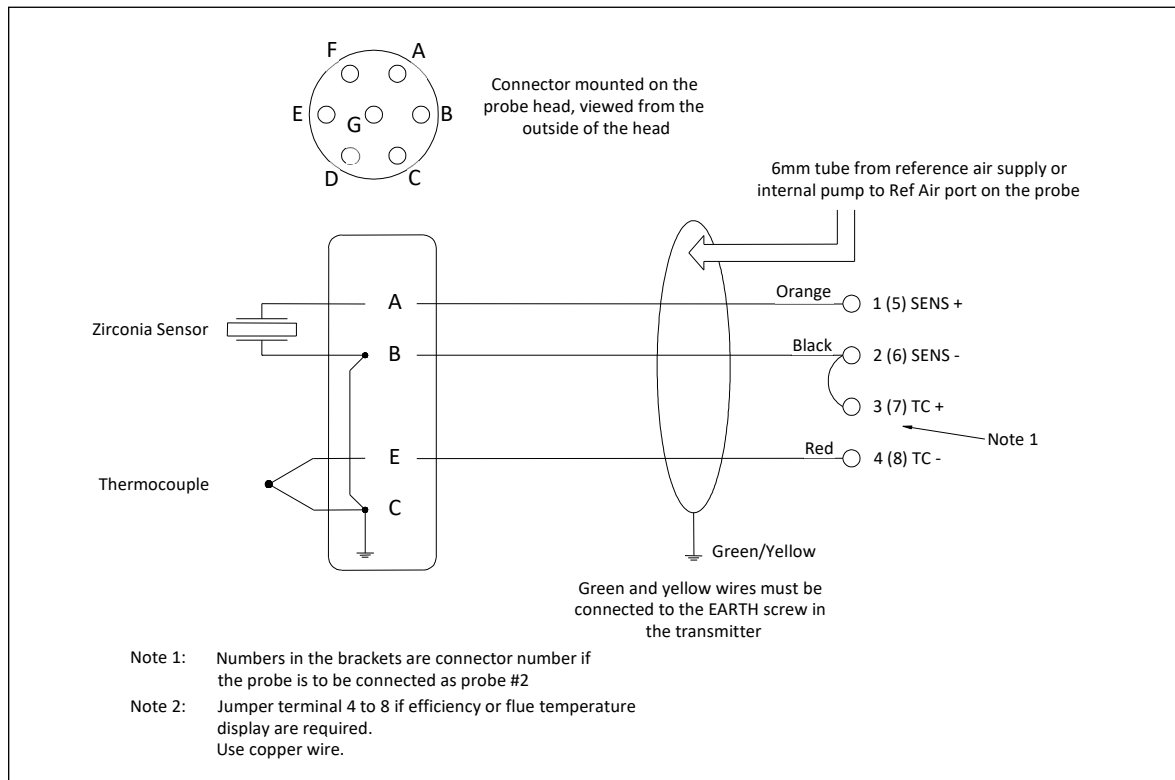 F
A
E
G
B
D
C
Connector mounted on the
probe head, viewed from the
outside of the head
6mm tube from reference air supply or
internal pump to Ref Air port on the probe
Zirconia Sensor
A
Orange
1 (5) SENS +
B
Black
2 (6) SENS -
3 (7) TC +
Note 1
Thermocouple
E
Red
4 (8) TC -
C
Green/Yellow
Green and yellow wires must be
connected to the EARTH screw in
the transmitter
Note 1: Numbers in the brackets are connector number if
the probe is to be connected as probe #2
Note 2: Jumper terminal 4 to 8 if efficiency or flue temperature
display are required.
Use copper wire.